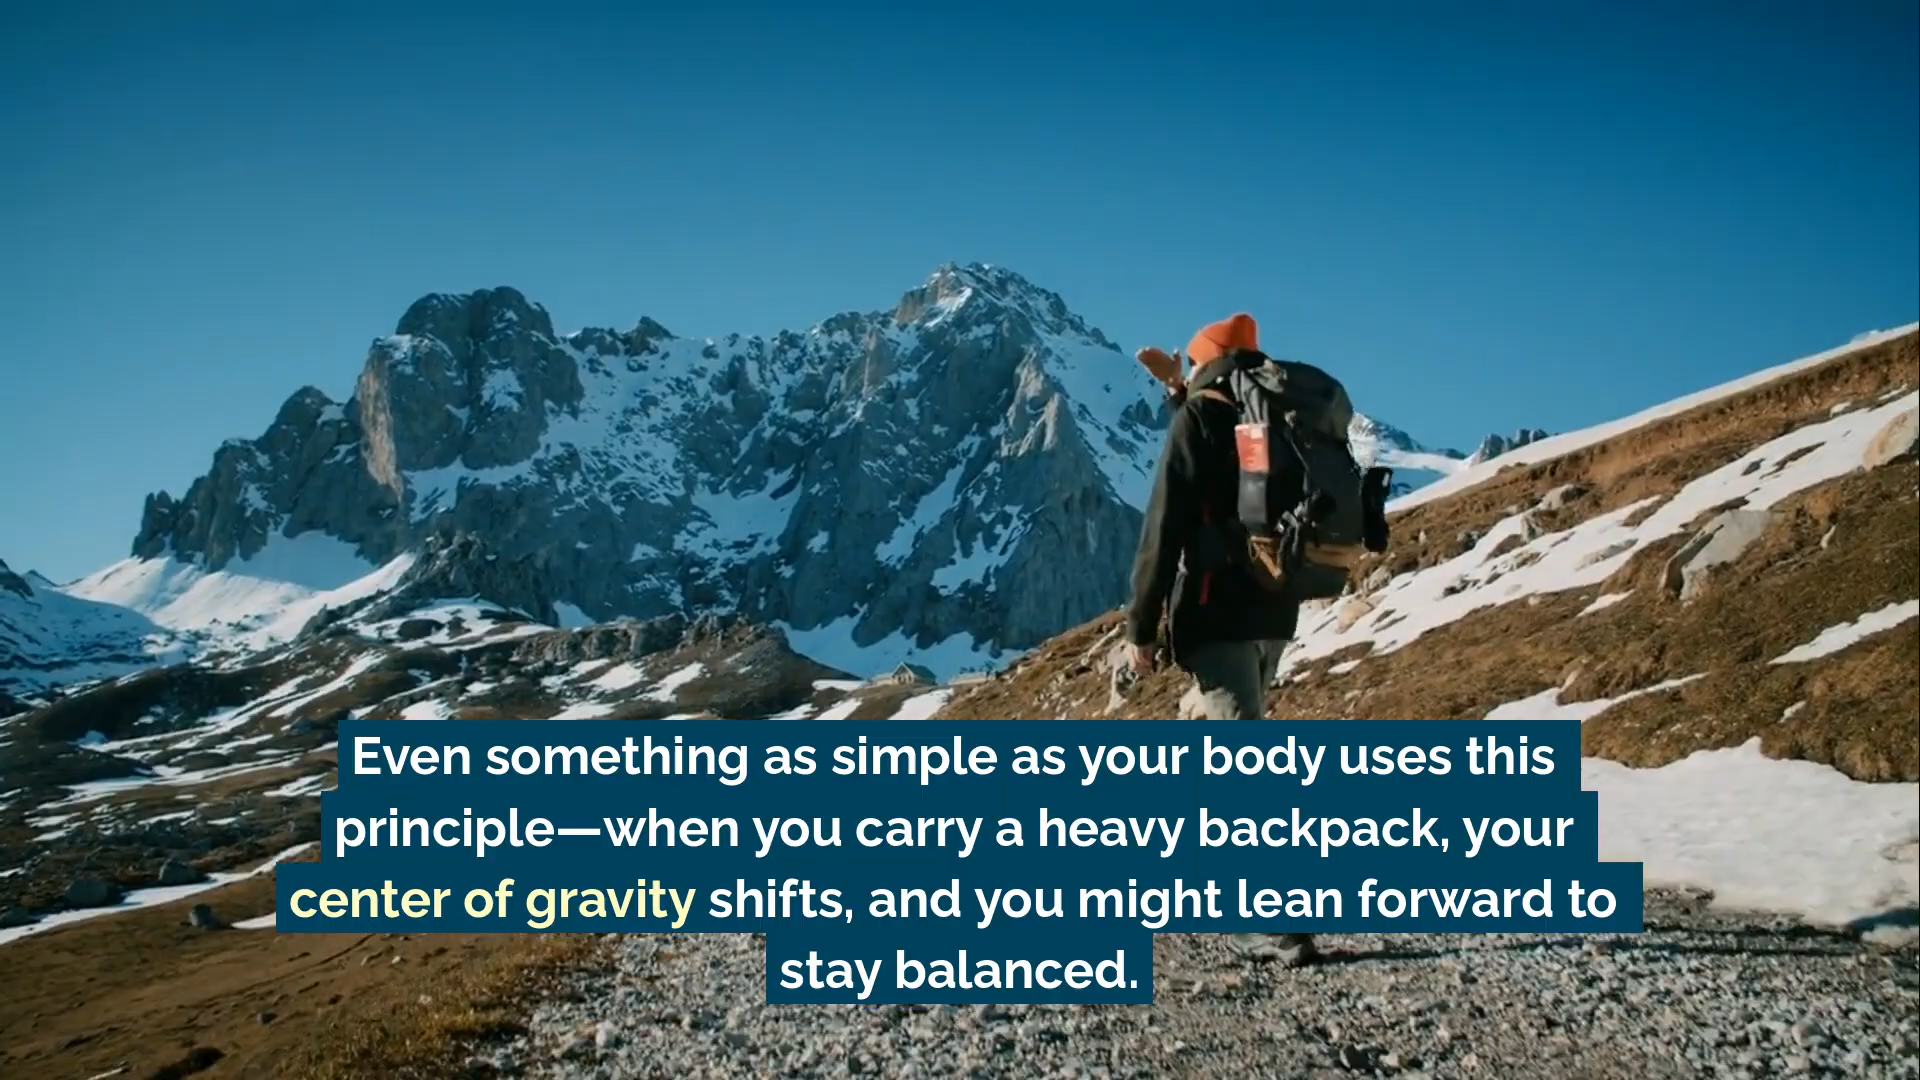 Even something as simple as your body uses this
principle—when you carry a heavy backpack, your
center of gravity shifts, and you might lean forward to
stay balanced.